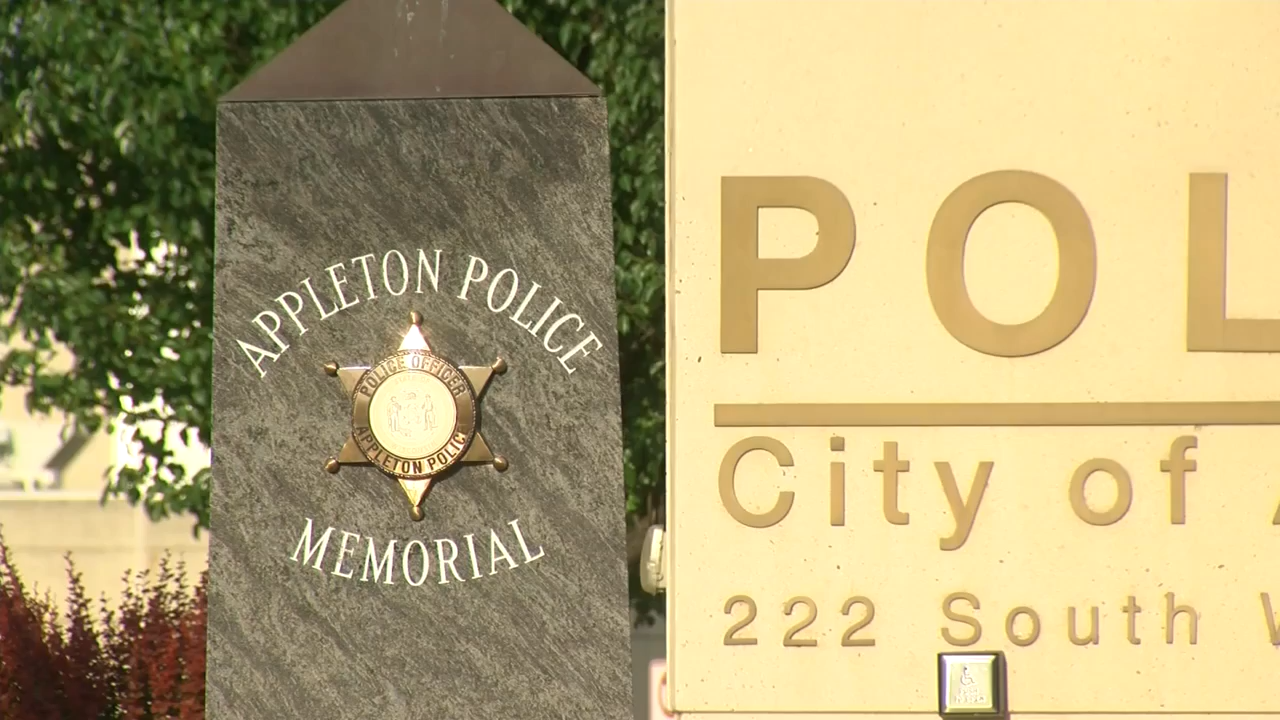 APPLETON POLICE
POLICE OFFICER
APPLETON POLIC
MEMORIAL
POL
City of
222 South W